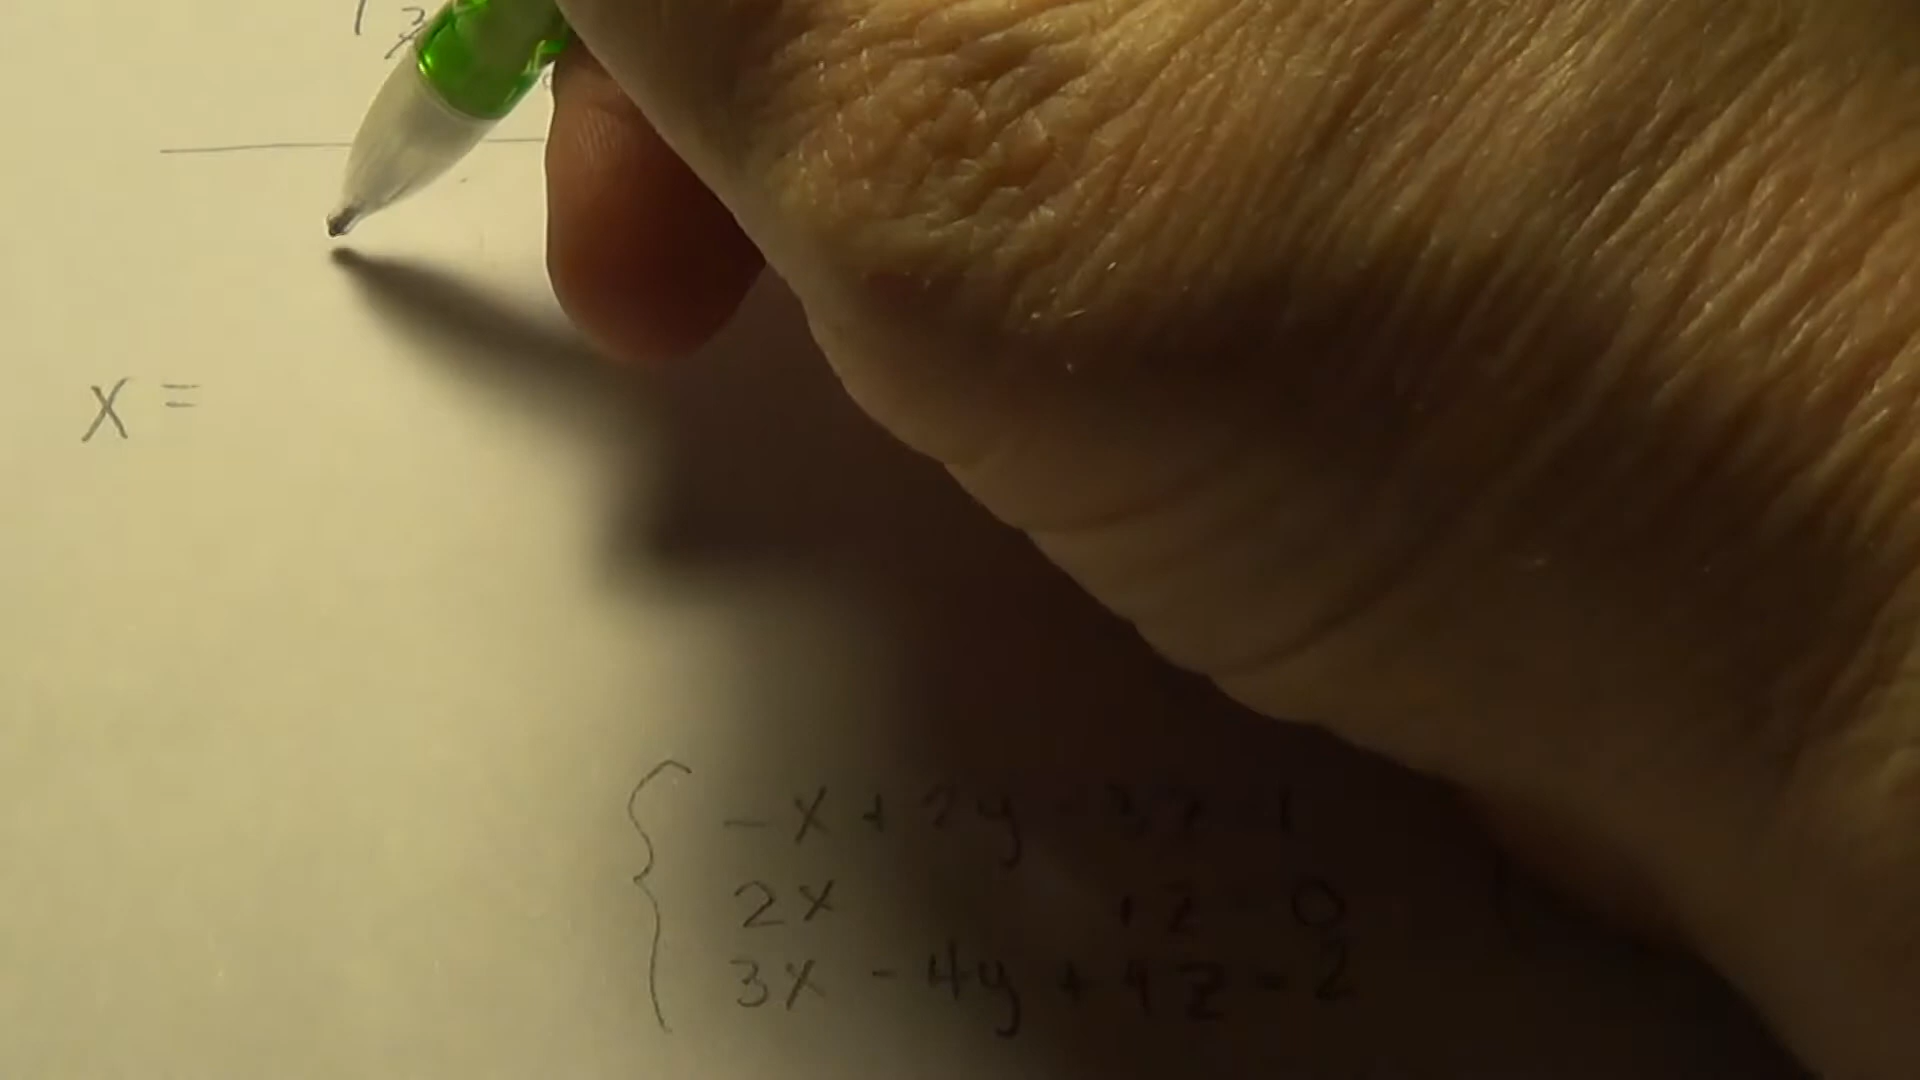 x =
-x + 2y - 3z = 1
2x + z = 0
3x - 4y + 4z = 2